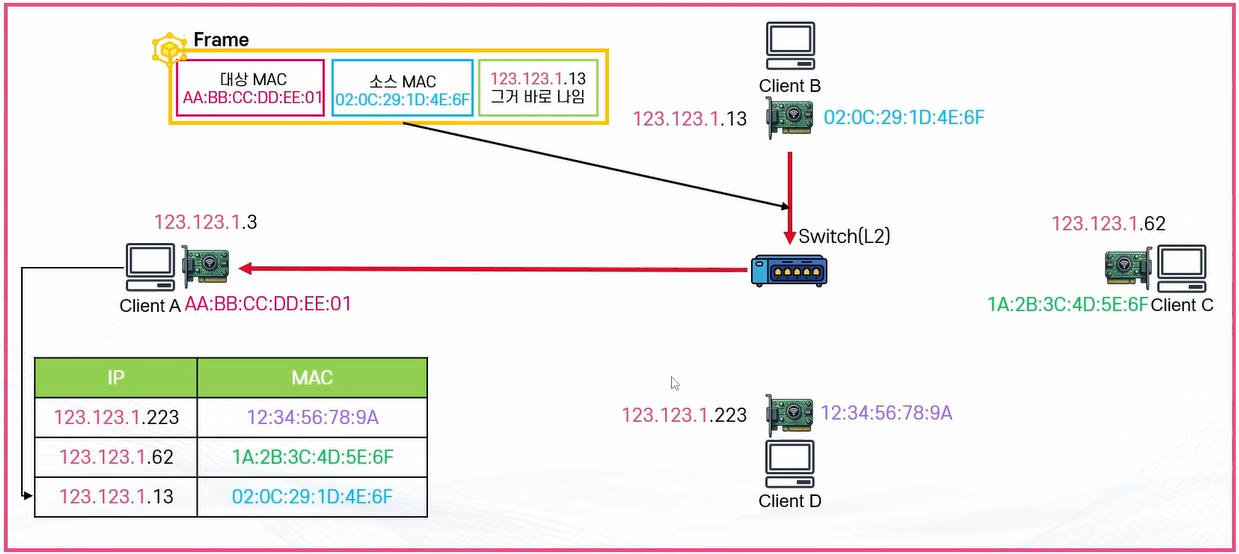 Frame
대상 MAC
AA:BB:CC:DD:EE:01
소스 MAC
02:0C:29:1D:4E:6F
123.123.1.13
그거 바로 나임
Client B
123.123.1.13
02:0C:29:1D:4E:6F
Switch(L2)
123.123.1.3
Client A
AA:BB:CC:DD:EE:01
123.123.1.62
1A:2B:3C:4D:5E:6F
Client C
IP MAC
123.123.1.223 12:34:56:78:9A
123.123.1.62 1A:2B:3C:4D:5E:6F
123.123.1.13 02:0C:29:1D:4E:6F
123.123.1.223
12:34:56:78:9A
Client D